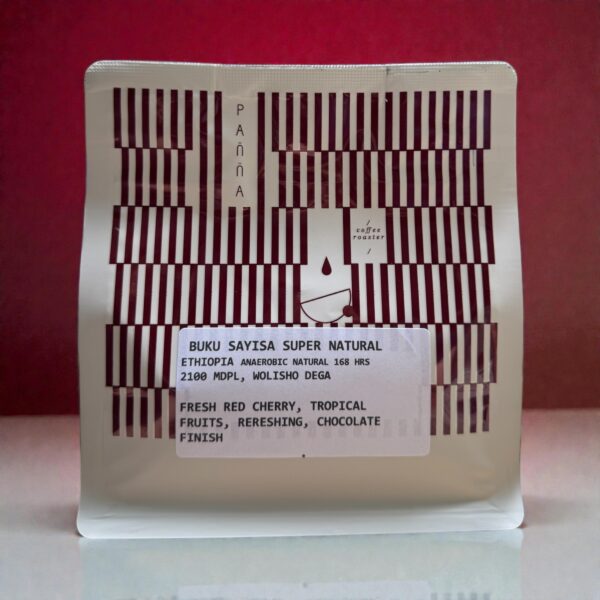 PAÑÑA
/
coffee
roaster
/
BUKU SAYISA SUPER NATURAL
ETHIOPIA ANAEROBIC NATURAL 168 HRS
2100 MDPL, WOLISHO DEGA
FRESH RED CHERRY, TROPICAL
FRUITS, RERESHING, CHOCOLATE
FINISH